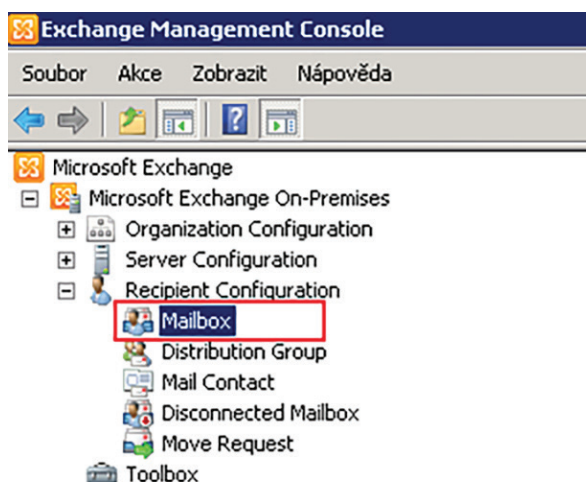 Exchange Management Console
Soubor Akce Zobrazit Nápověda
Microsoft Exchange
Microsoft Exchange On-Premises
Organization Configuration
Server Configuration
Recipient Configuration
Mailbox
Distribution Group
Mail Contact
Disconnected Mailbox
Move Request
Toolbox